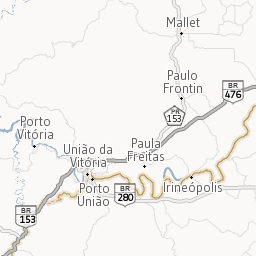 Mallet
Paulo
Frontin
BR
476
PR
153
Porto
Vitória
União da
Vitória
Paula
Freitas
Porto
União
BR
280
Irineópolis
BR
153